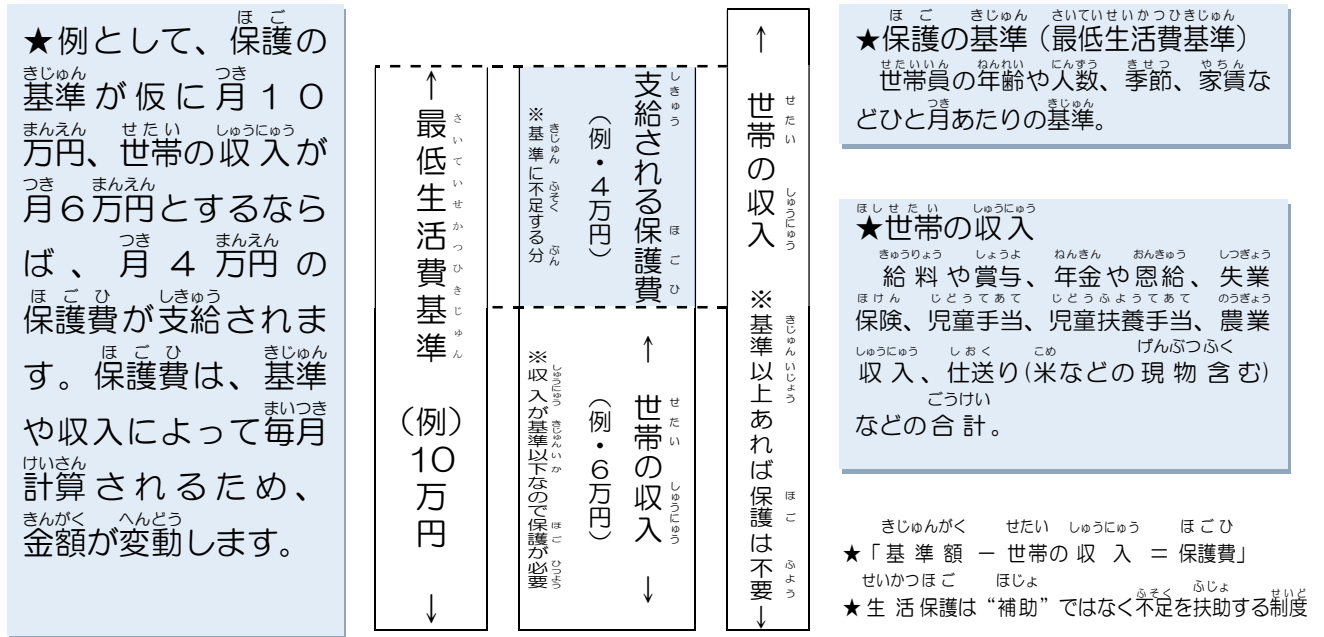 ★例として、保護の
基準が仮に月10
万円、世帯の収入が
月6万円とするなら
ば、月4万円の
保護費が支給されま
す。保護費は、基準
や収入によって毎月
計算されるため、
金額が変動します。
↑最低生活費基準 (例)10万円 ↓
支給される保護費
(例・4万円)
※基準に不足する分
↑ 世帯の収入 ↓
(例・6万円)
※収入が基準以下なので保護が必要
↑ 世帯の収入 ※基準以上あれば保護は不要↓
★保護の基準(最低生活費基準)
世帯員の年齢や人数、季節、家賃な
どひと月あたりの基準。
★世帯の収入
給料や賞与、年金や恩給、失業
保険、児童手当、児童扶養手当、農業
収入、仕送り(米などの現物含む)
などの合計。
★「基準額 － 世帯の収入 ＝ 保護費」
★生活保護は“補助”ではなく不足を扶助する制度